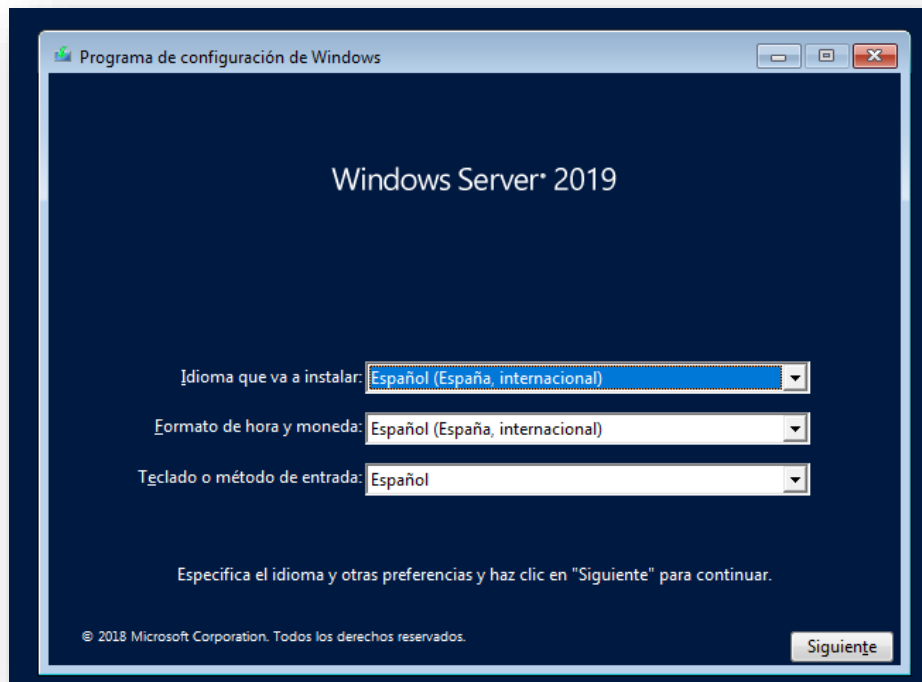 Programa de configuración de Windows
Windows Server® 2019
Idioma que va a instalar: Español (España, internacional)
Formato de hora y moneda: Español (España, internacional)
Teclado o método de entrada: Español
Especifica el idioma y otras preferencias y haz clic en "Siguiente" para continuar.
© 2018 Microsoft Corporation. Todos los derechos reservados.
Siguiente